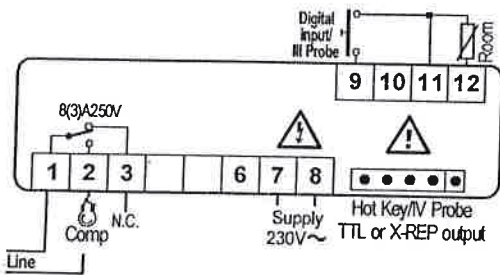 Digital
input/
III Probe
Room
9 10 11 12
8(3)A250V
1 2 3 6 7 8
Comp
N.C.
Supply
230V~
Hot Key/IV Probe
TTL or X-REP output
Line